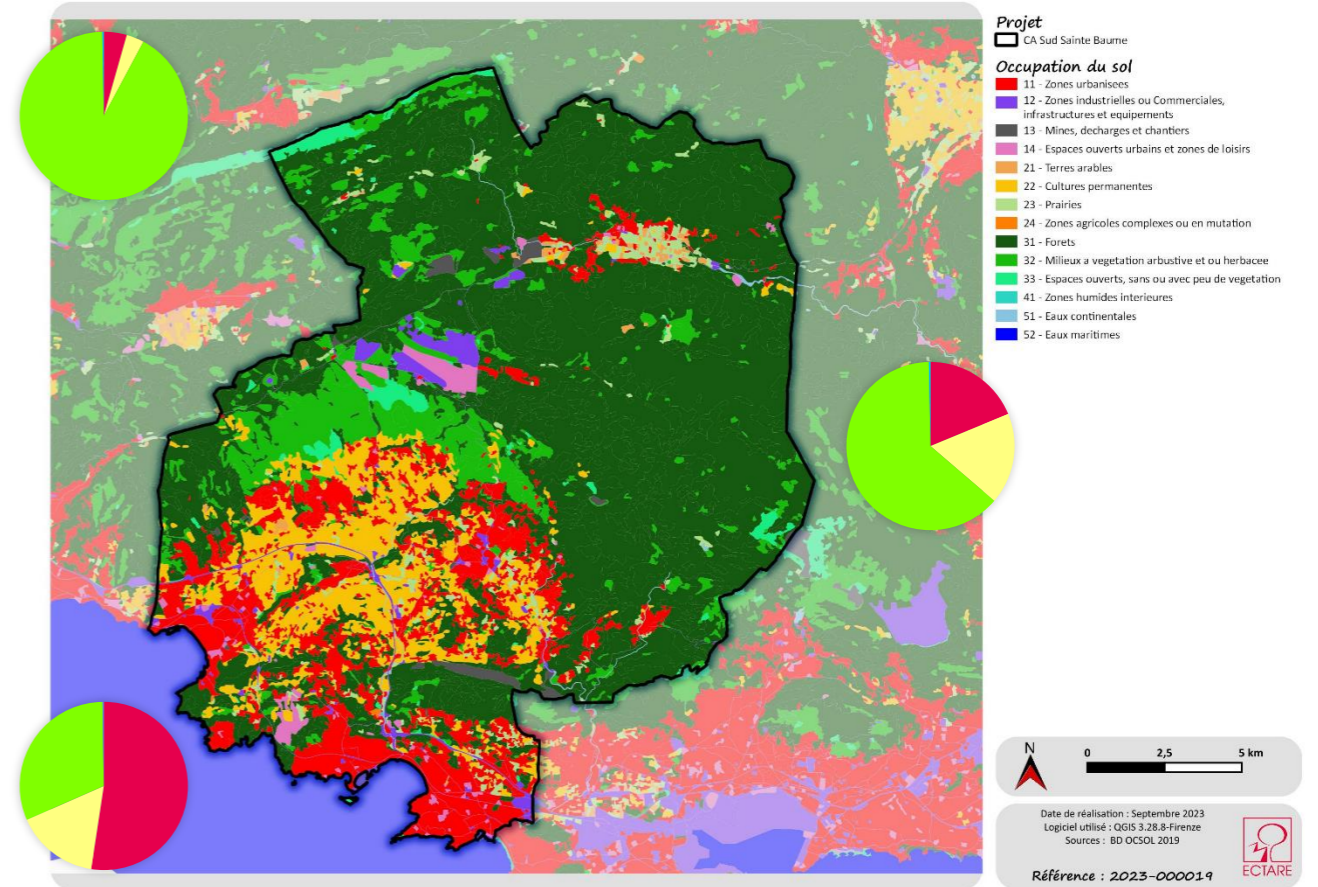 Projet
CA Sud Sainte Baume
Occupation du sol
11 - Zones urbanisees
12 - Zones industrielles ou Commerciales,
infrastructures et equipements
13 - Mines, decharges et chantiers
14 - Espaces ouverts urbains et zones de loisirs
21 - Terres arables
22 - Cultures permanentes
23 - Prairies
24 - Zones agricoles complexes ou en mutation
31 - Forets
32 - Milieux a vegetation arbustive et ou herbacee
33 - Espaces ouverts, sans ou avec peu de vegetation
41 - Zones humides interieures
51 - Eaux continentales
52 - Eaux maritimes
N
0 2,5 5 km
Date de réalisation : Septembre 2023
Logiciel utilisé : QGIS 3.28.8-Firenze
Sources : BD OCSOL 2019
Référence : 2023-000019
ECTARE